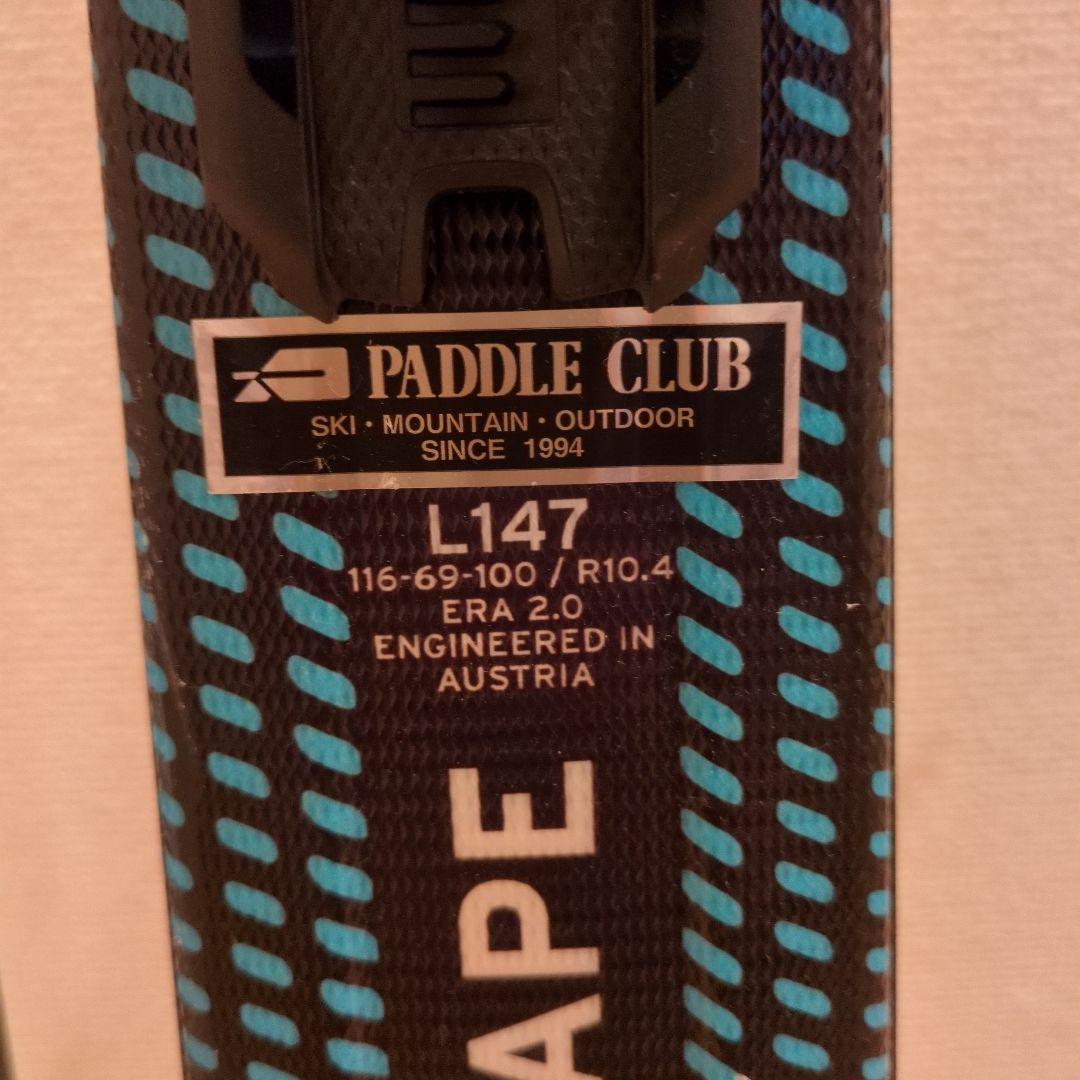 PADDLE CLUB
SKI・MOUNTAIN・OUTDOOR
SINCE 1994
L147
116-69-100 / R10.4
ERA 2.0
ENGINEERED IN
AUSTRIA
APE